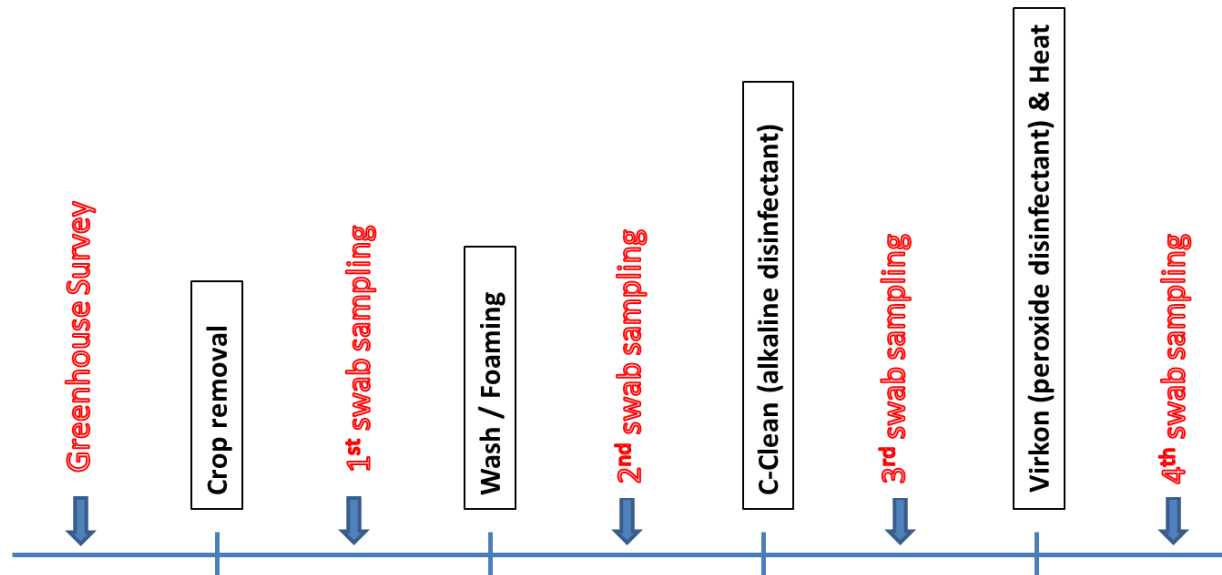 Greenhouse Survey
Crop removal
1st swab sampling
Wash / Foaming
2nd swab sampling
C-Clean (alkaline disinfectant)
3rd swab sampling
Virkon (peroxide disinfectant) & Heat
4th swab sampling